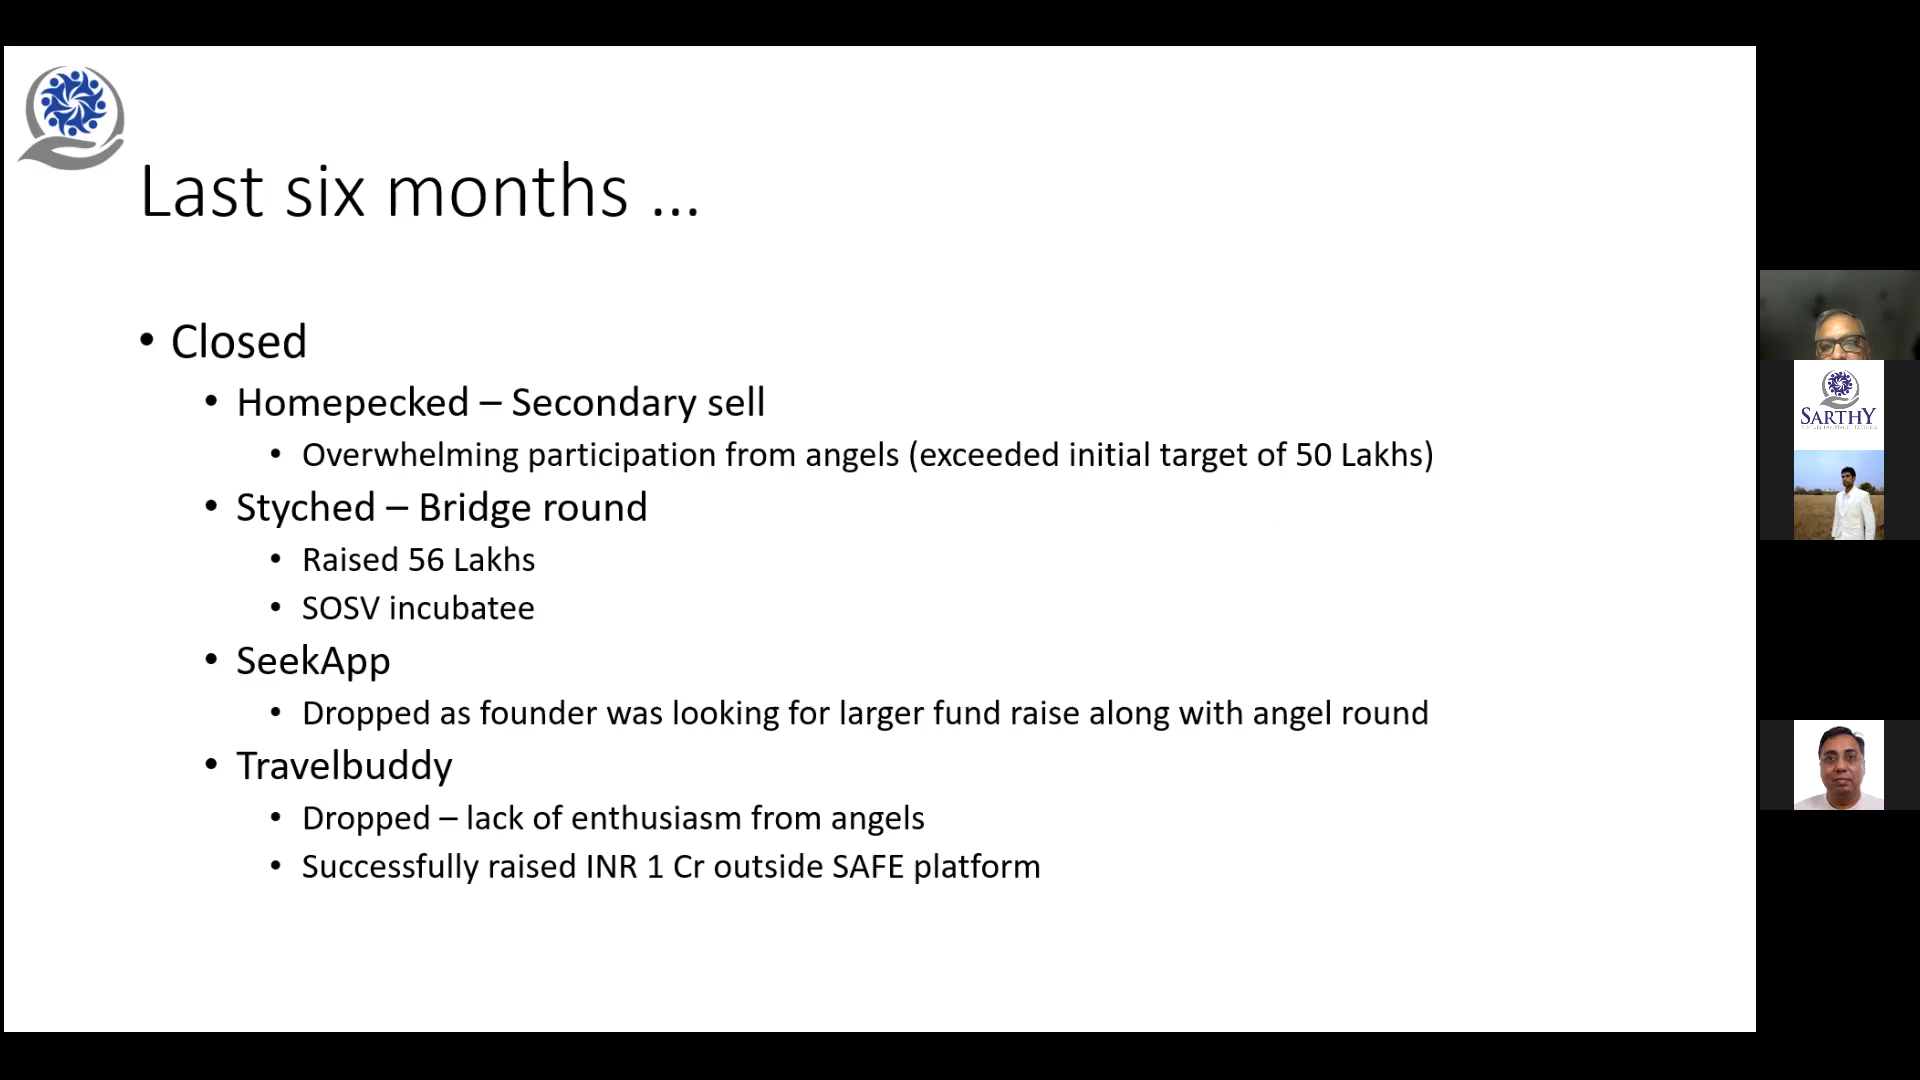 Last six months ...
• Closed
• Homepecked – Secondary sell
• Overwhelming participation from angels (exceeded initial target of 50 Lakhs)
• Styched – Bridge round
• Raised 56 Lakhs
• SOSV incubatee
• SeekApp
• Dropped as founder was looking for larger fund raise along with angel round
• Travelbuddy
• Dropped – lack of enthusiasm from angels
• Successfully raised INR 1 Cr outside SAFE platform
SARTHY